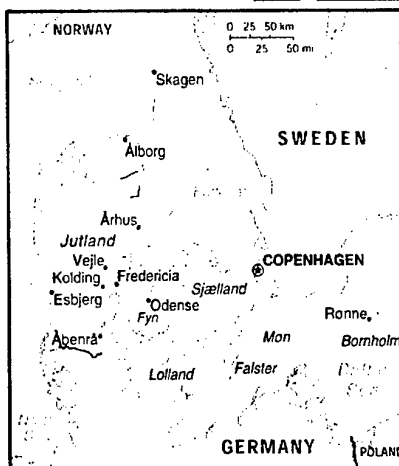 NORWAY
0 25 50 km
0 25 50 mi
Skagen
SWEDEN
Ålborg
Århus
Jutland
Vejle
COPENHAGEN
Kolding
Fredericia
Sjælland
Esbjerg
Odense
Fyn
Rønne
Åbenrå
Mon
Bornholm
Lolland
Falster
GERMANY
POLAND